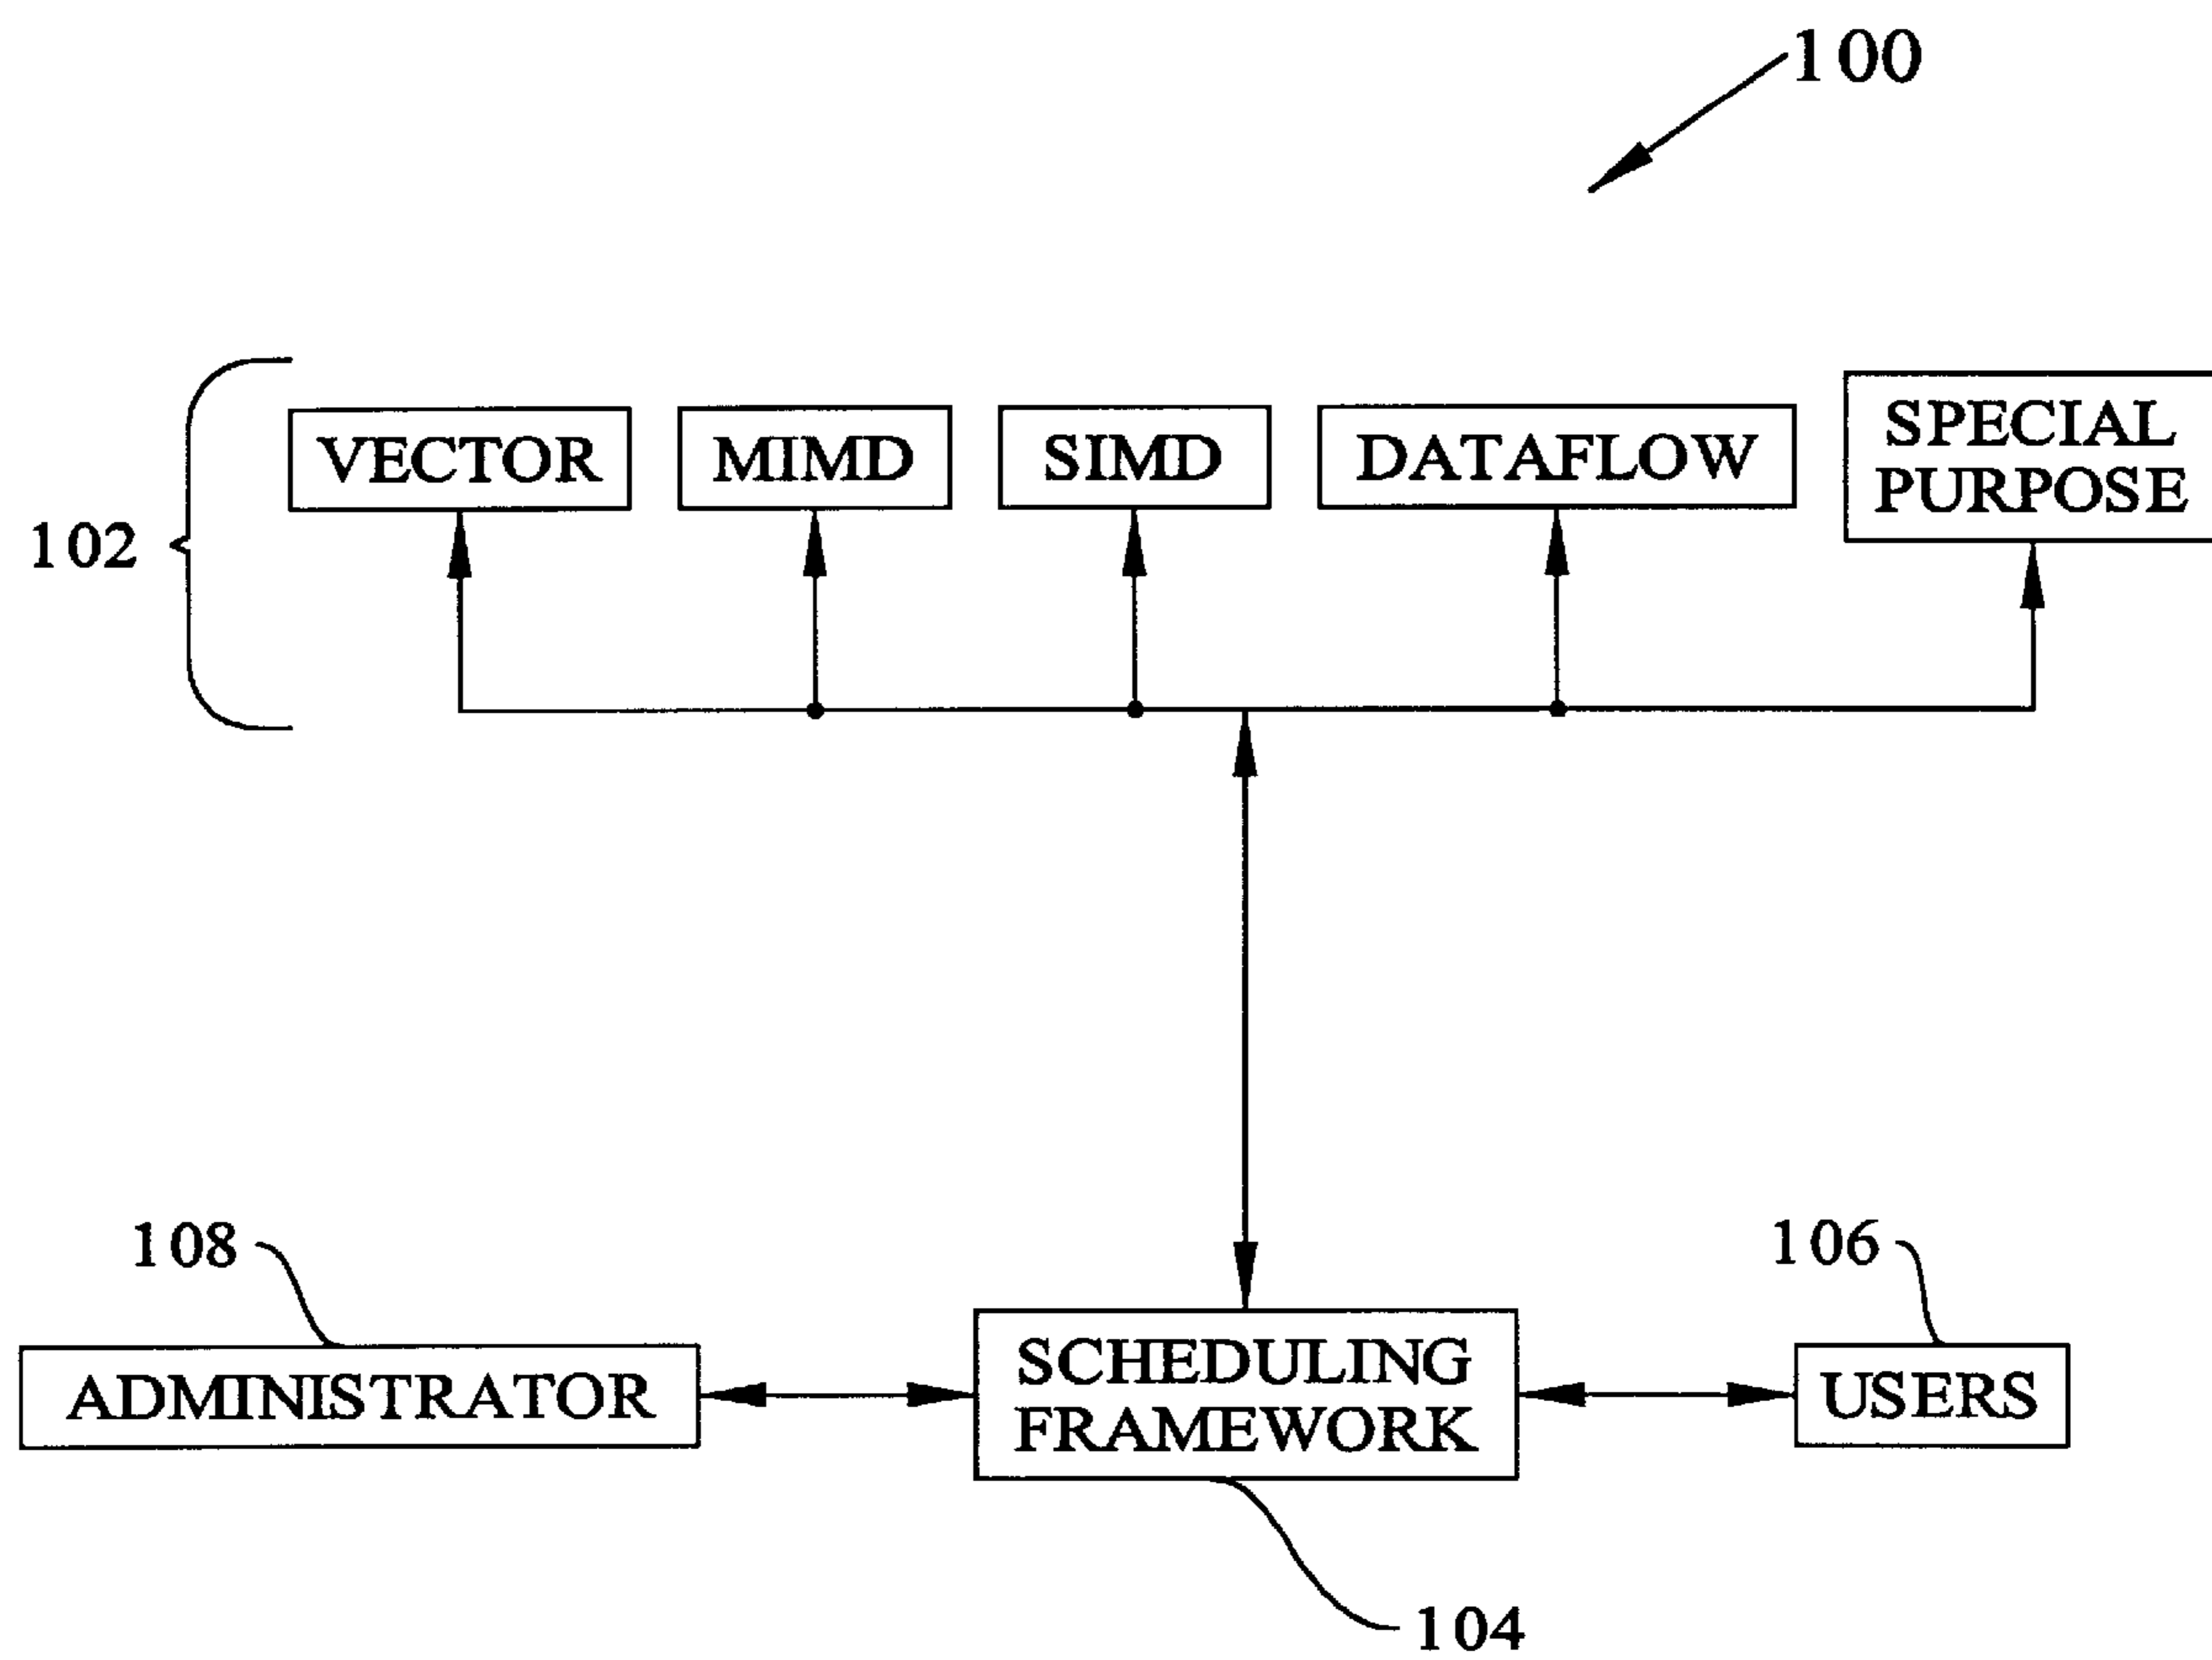 100
VECTOR
MIMD
SIMD
DATAFLOW
SPECIAL
PURPOSE
102
108
106
ADMINISTRATOR
SCHEDULING
FRAMEWORK
USERS
104